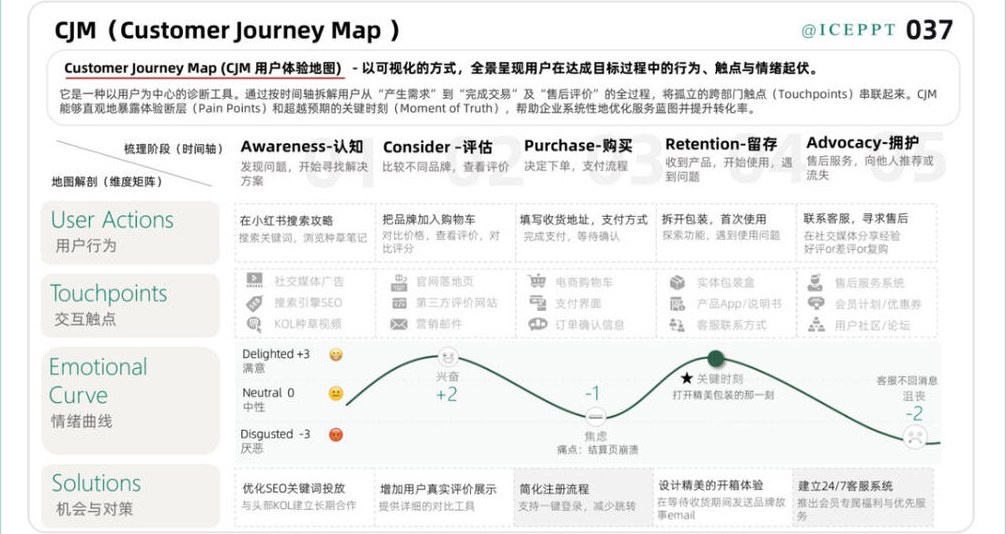 CJM（Customer Journey Map ）
@ICEPPT 037
Customer Journey Map (CJM 用户体验地图) - 以可视化的方式，全景呈现用户在达成目标过程中的行为、触点与情绪起伏。
它是一种以用户为中心的诊断工具。通过按时间轴拆解用户从“产生需求”到“完成交易”及“售后评价”的全过程，将孤立的跨部门触点（Touchpoints）串联起来。CJM
能够直观地暴露体验断层（Pain Points）和超越预期的关键时刻（Moment of Truth），帮助企业系统性地优化服务蓝图并提升转化率。
梳理阶段（时间轴）
地图解剖（维度矩阵）
01
Awareness-认知
发现问题，开始寻找解决
方案
02
Consider –评估
比较不同品牌，查看评价
03
Purchase-购买
决定下单，支付流程
04
Retention-留存
收到产品，开始使用，遇
到问题
05
Advocacy-拥护
售后服务，向他人推荐或
流失
User Actions
用户行为
在小红书搜索攻略
搜索关键词，浏览种草笔记
把品牌加入购物车
对比价格，查看评价，对
比评分
填写收货地址，支付方式
完成支付，等待确认
拆开包装，首次使用
探索功能，遇到使用问题
联系客服，寻求售后
在社交媒体分享经验
好评or差评or复购
Touchpoints
交互触点
社交媒体广告
搜索引擎SEO
KOL种草视频
官网落地页
第三方评价网站
营销邮件
电商购物车
支付界面
订单确认信息
实体包装盒
产品App/说明书
客服联系方式
售后服务系统
会员计划/优惠券
用户社区/论坛
Emotional
Curve
情绪曲线
Delighted +3
满意
Neutral 0
中性
Disgusted -3
厌恶
兴奋
+2
-1
焦虑
痛点：结算页崩溃
★ 关键时刻
打开精美包装的那一刻
客服不回消息
沮丧
-2
Solutions
机会与对策
优化SEO关键词投放
与头部KOL建立长期合作
增加用户真实评价展示
提供详细的对比工具
简化注册流程
支持一键登录，减少跳转
设计精美的开箱体验
在等待收货期间发送品牌故
事email
建立24/7客服系统
推出会员专属福利与优先服
务